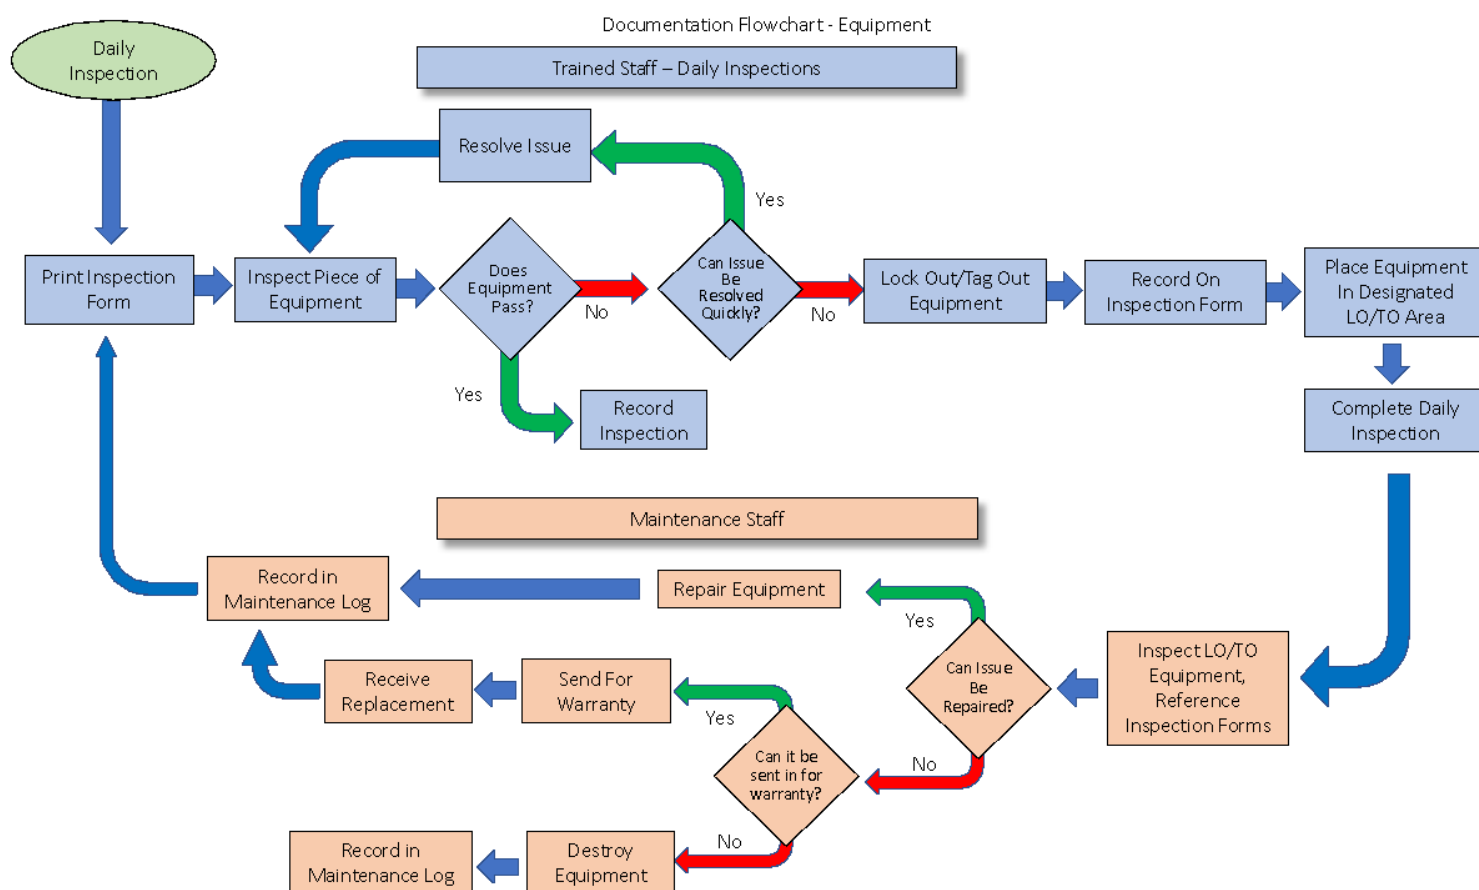 Documentation Flowchart - Equipment
Daily
Inspection
Trained Staff – Daily Inspections
Resolve Issue
Yes
Print Inspection
Form
Inspect Piece of
Equipment
Does
Equipment
Pass?
No
Can Issue
Be
Resolved
Quickly?
No
Lock Out/Tag Out
Equipment
Record On
Inspection Form
Place Equipment
In Designated
LO/TO Area
Yes
Record
Inspection
Complete Daily
Inspection
Maintenance Staff
Record in
Maintenance Log
Repair Equipment
Yes
Can Issue
Be
Repaired?
Inspect LO/TO
Equipment,
Reference
Inspection Forms
Receive
Replacement
Send For
Warranty
Yes
No
Can it be
sent in for
warranty?
No
Record in
Maintenance Log
Destroy
Equipment